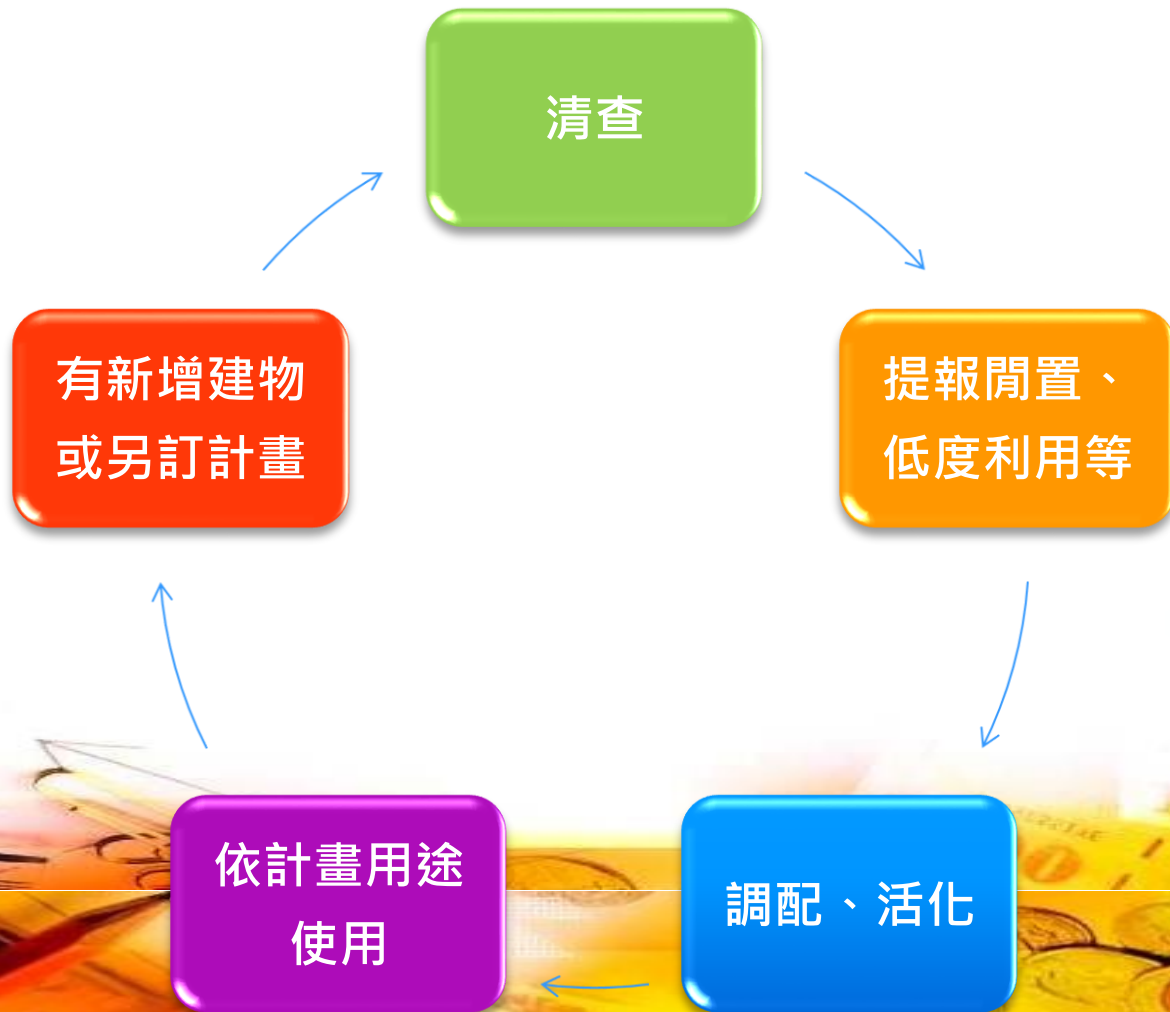 清查
提報閒置、
低度利用等
調配、活化
依計畫用途
使用
有新增建物
或另訂計畫